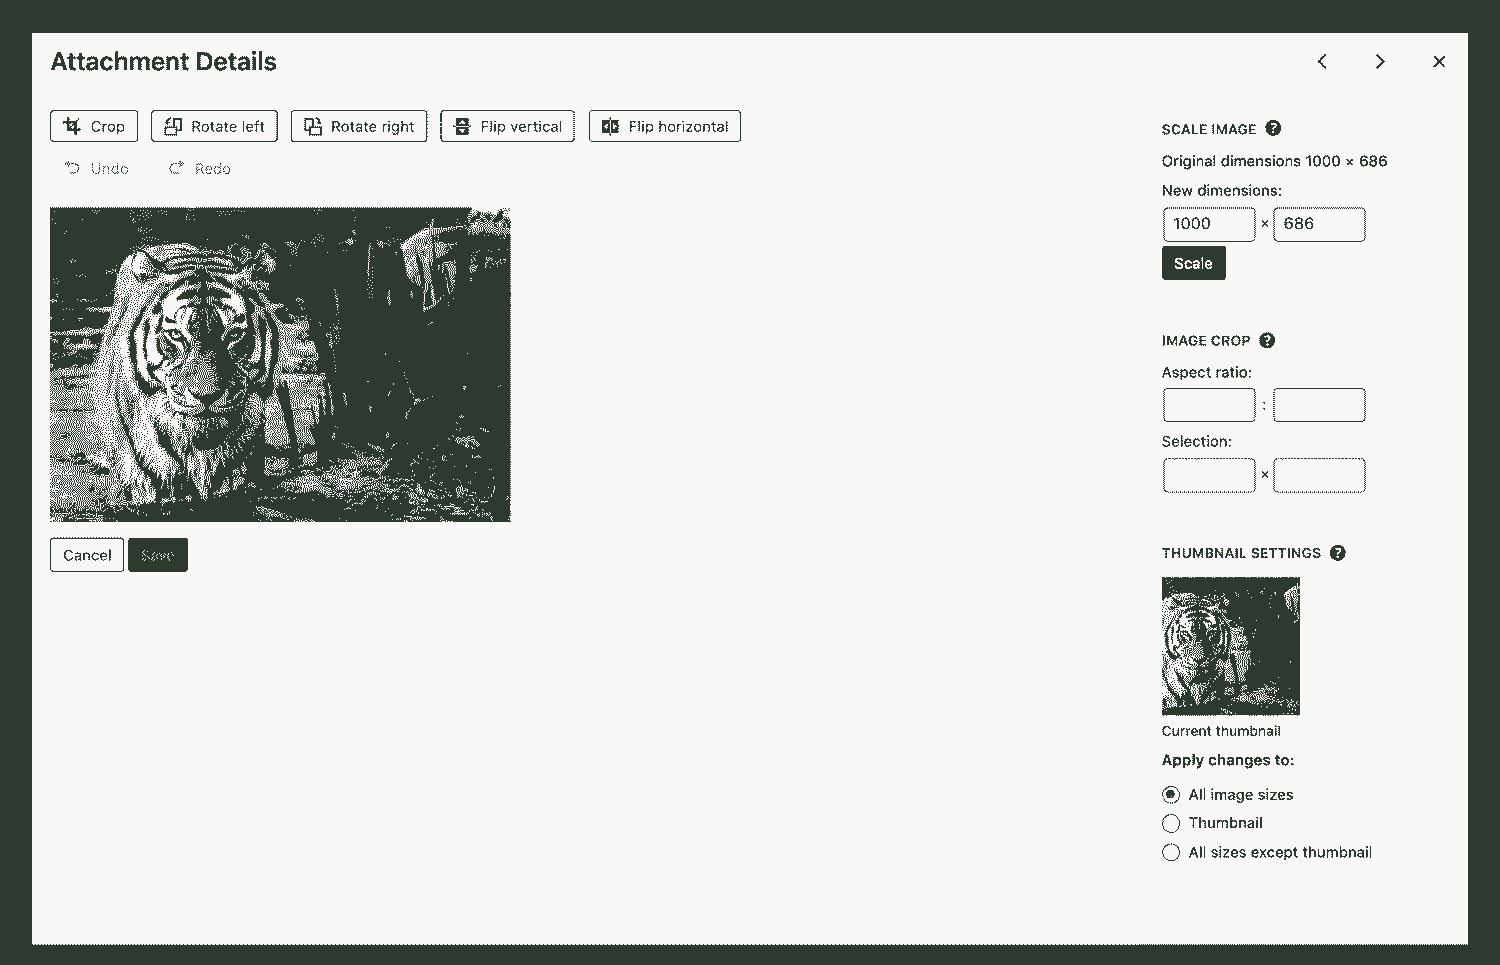 Attachment Details
Crop
Rotate left
Rotate right
Flip vertical
Flip horizontal
Undo
Redo
Cancel
Save
SCALE IMAGE ?
Original dimensions 1000 × 686
New dimensions:
1000 × 686
Scale
IMAGE CROP ?
Aspect ratio:
:
Selection:
×
THUMBNAIL SETTINGS ?
Current thumbnail
Apply changes to:
All image sizes
Thumbnail
All sizes except thumbnail